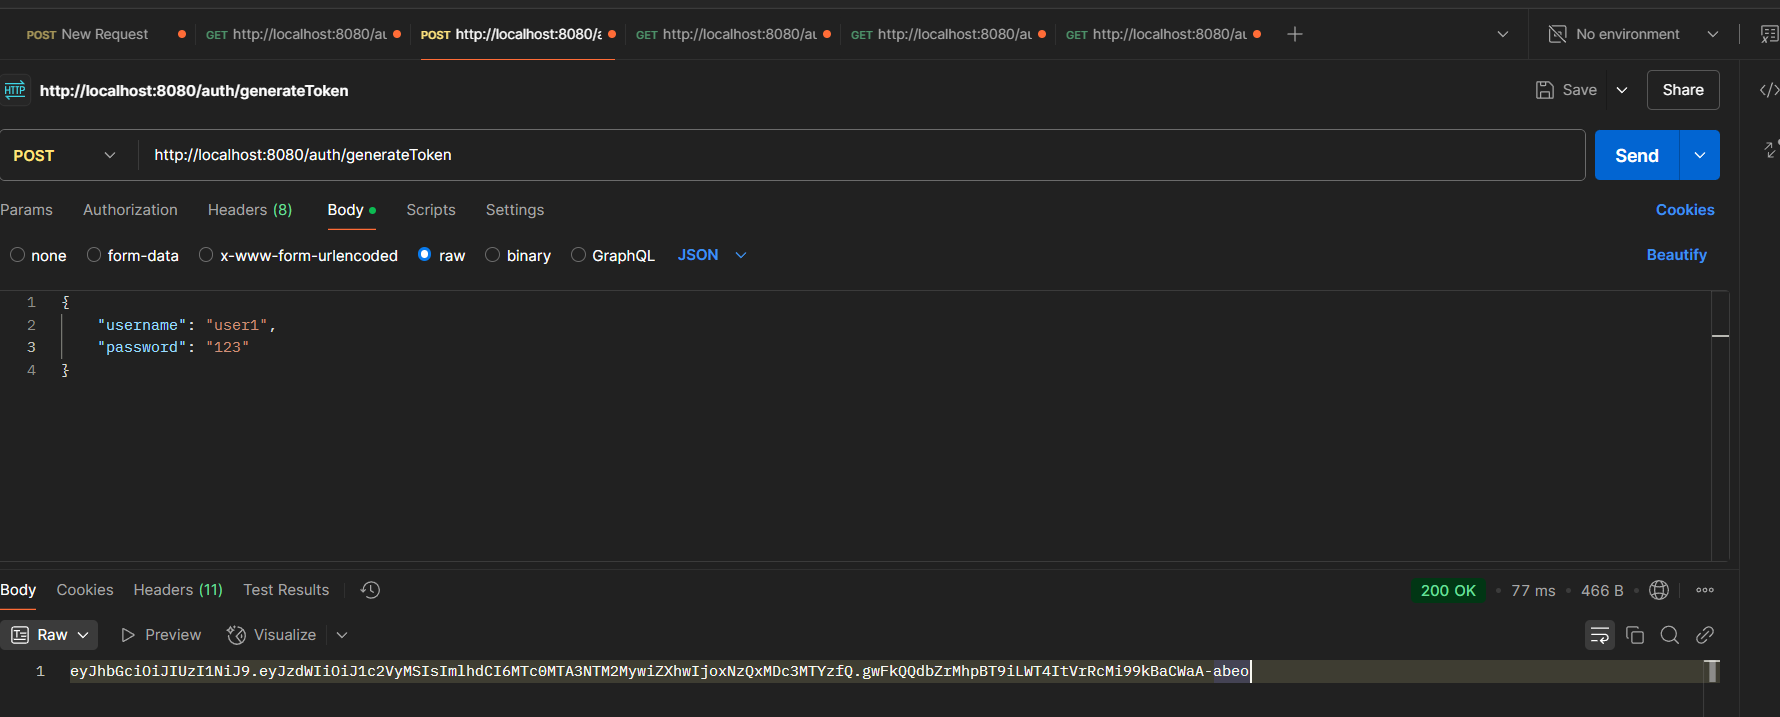 POST New Request GET http://localhost:8080/au POST http://localhost:8080/a GET http://localhost:8080/au GET http://localhost:8080/au GET http://localhost:8080/au No environment
HTTP http://localhost:8080/auth/generateToken Save Share
POST http://localhost:8080/auth/generateToken Send
Params Authorization Headers (8) Body Scripts Settings Cookies
none form-data x-www-form-urlencoded raw binary GraphQL JSON Beautify
1 {
2 "username": "user1",
3 "password": "123"
4 }
Body Cookies Headers (11) Test Results 200 OK • 77 ms • 466 B
Raw Preview Visualize
1 eyJhbGciOiJIUzI1NiJ9.eyJzdWIiOiJ1c2VyMSIsImlhdCI6MTc0MTA3NTM2MywiZXhwIjoxNzQxMDc3MTYzfQ.gwFkQQdbZrMhpBT9iLWT4ItVrRcMi99kBaCWaA-abeo